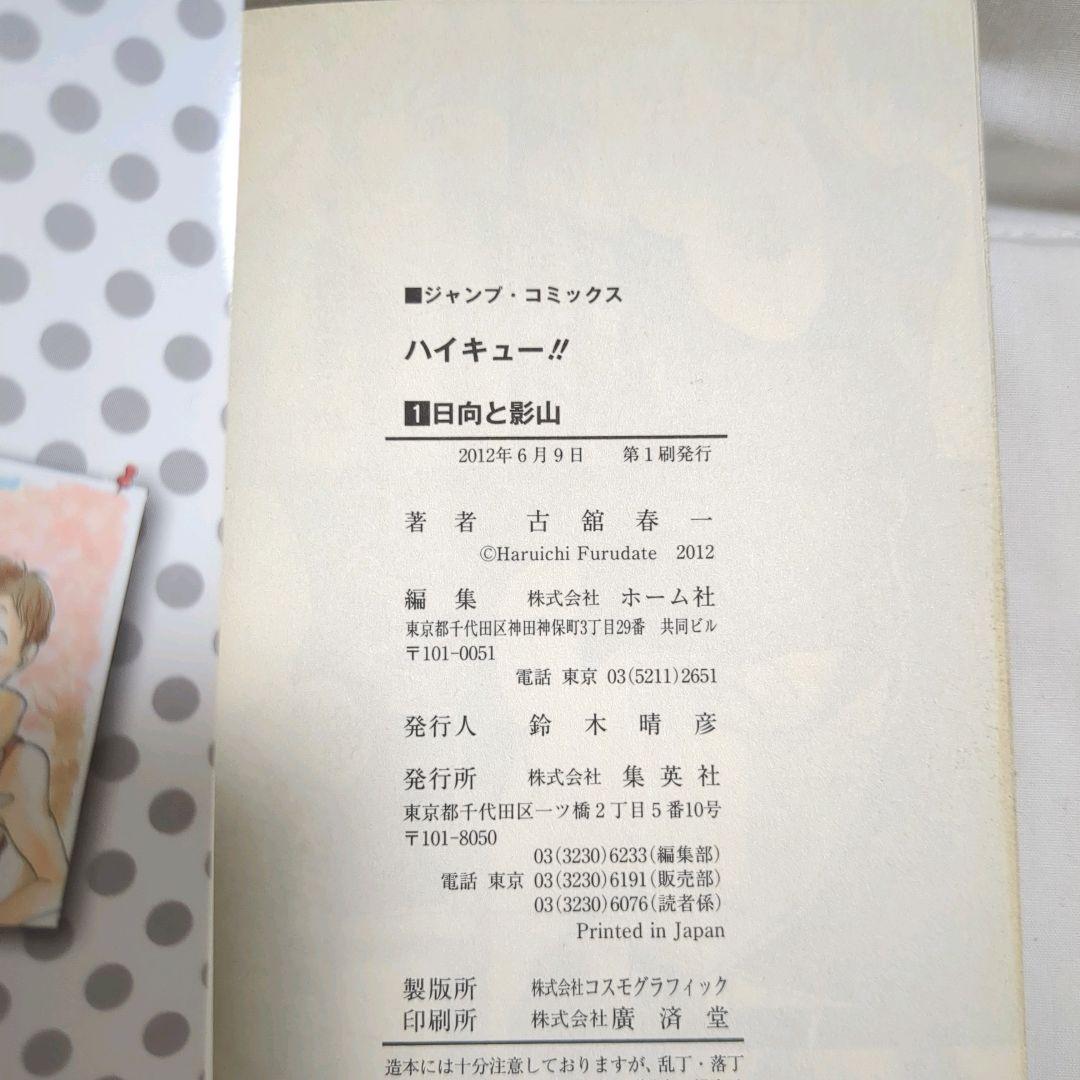 ■ジャンプ・コミックス
ハイキュー!!
1日向と影山
2012年6月9日 第1刷発行
著者 古舘春一
©Haruichi Furudate 2012
編集 株式会社 ホーム社
東京都千代田区神田神保町3丁目29番 共同ビル
〒101-0051
電話 東京 03(5211)2651
発行人 鈴木晴彦
発行所 株式会社 集英社
東京都千代田区一ツ橋2丁目5番10号
〒101-8050
03(3230)6233(編集部)
電話 東京 03(3230)6191(販売部)
03(3230)6076(読者係)
Printed in Japan
製版所 株式会社コスモグラフィック
印刷所 株式会社廣済堂
造本には十分注意しておりますが、乱丁・落丁